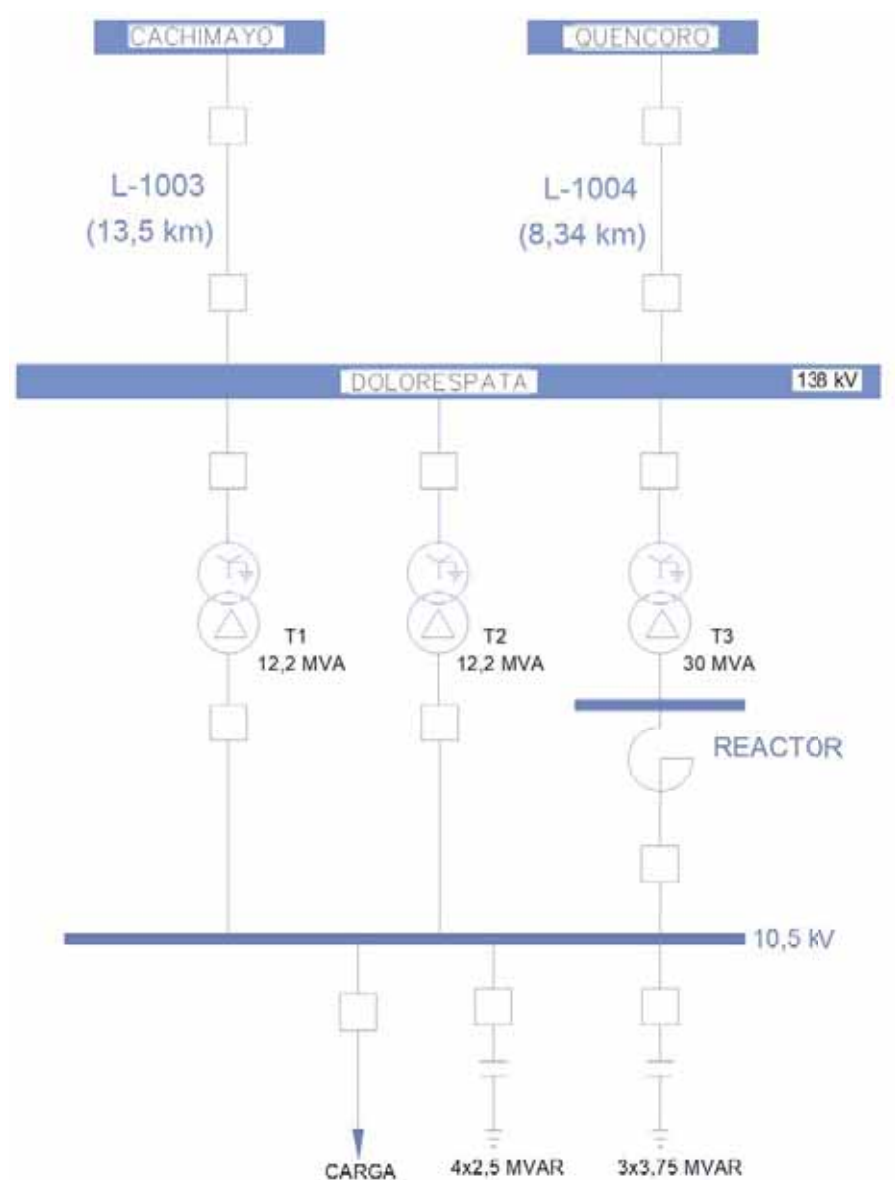 CACHIMAYO
QUENCORO
L-1003
(13,5 km)
L-1004
(8,34 km)
DOLORESPATA
138 kV
T1
12,2 MVA
T2
12,2 MVA
T3
30 MVA
REACTOR
10,5 kV
CARGA
4x2,5 MVAR
3x3,75 MVAR